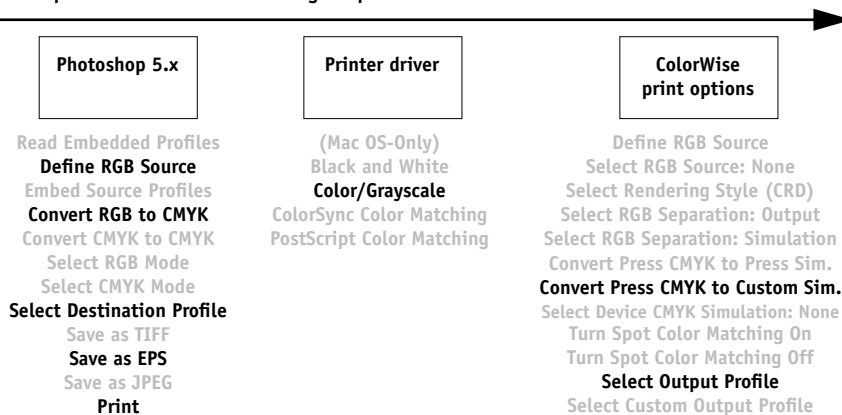 Photoshop 5.x
Read Embedded Profiles
Define RGB Source
Embed Source Profiles
Convert RGB to CMYK
Convert CMYK to CMYK
Select RGB Mode
Select CMYK Mode
Select Destination Profile
Save as TIFF
Save as EPS
Save as JPEG
Print
Printer driver
(Mac OS-Only)
Black and White
Color/Grayscale
ColorSync Color Matching
PostScript Color Matching
ColorWise
print options
Define RGB Source
Select RGB Source: None
Select Rendering Style (CRD)
Select RGB Separation: Output
Select RGB Separation: Simulation
Convert Press CMYK to Press Sim.
Convert Press CMYK to Custom Sim.
Select Device CMYK Simulation: None
Turn Spot Color Matching On
Turn Spot Color Matching Off
Select Output Profile
Select Custom Output Profile